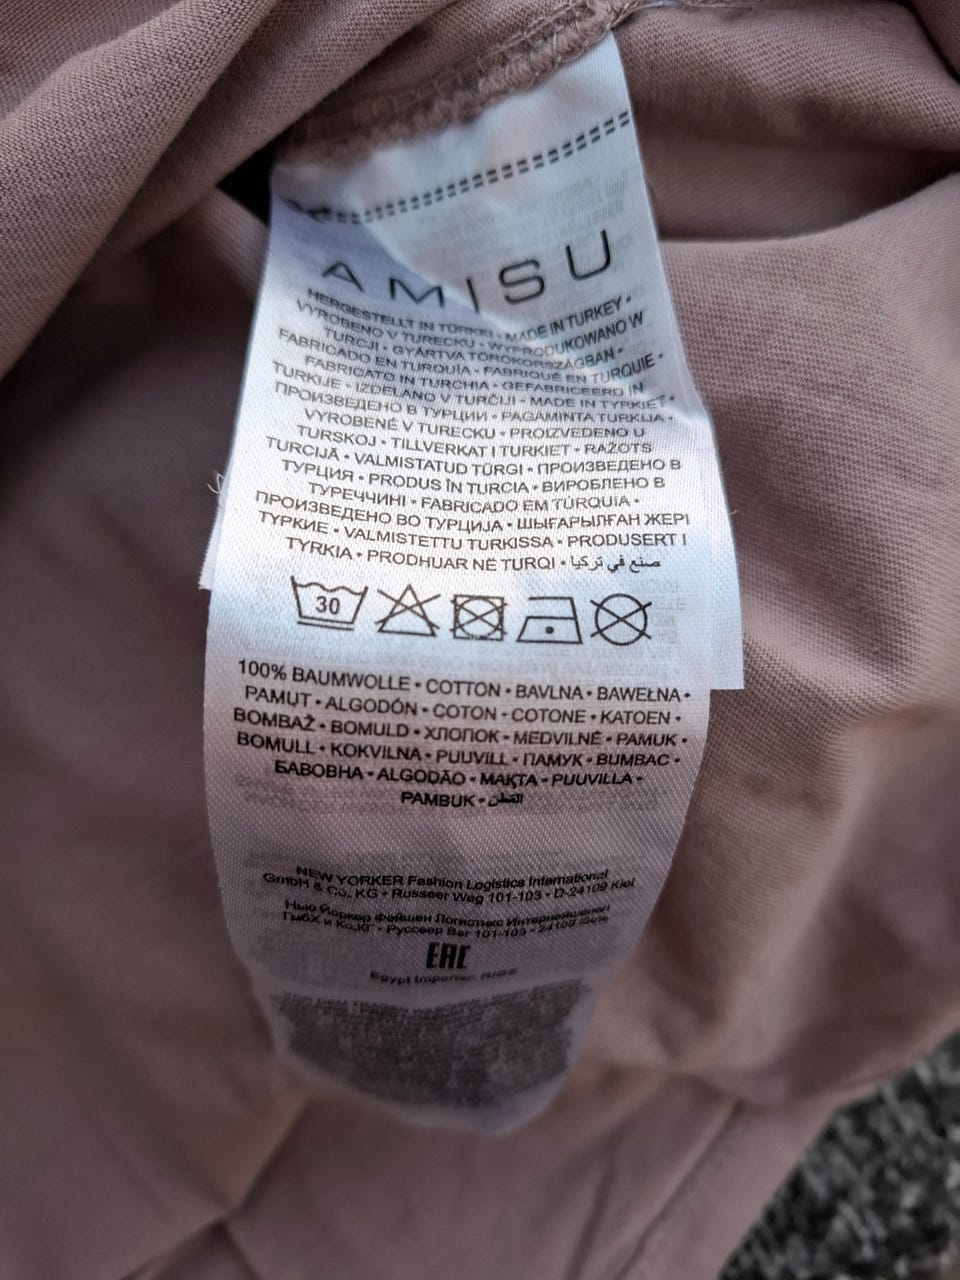 AMISU
HERGESTELLT IN TÜRKEI • MADE IN TURKEY •
VYROBENO V TURECKU • WYPRODUKOWANO W
TURCJI • GYÁRTVA TÖRÖKORSZÁGBAN •
FABRICADO EN TURQUÍA • FABRIQUÉ EN TURQUIE •
FABRICATO IN TURCHIA • GEFABRICEERD IN
TURKIJE • IZDELANO V TURČIJI • MADE IN TYRKIET •
ПРОИЗВЕДЕНО В ТУРЦИИ • PAGAMINTA TURKIJA •
VYROBENÉ V TURECKU • PROIZVEDENO U
TURSKOJ • TILLVERKAT I TURKIET • RAŽOTS
TURCIJĀ • VALMISTATUD TÜRGI • ПРОИЗВЕДЕНО В
ТУРЦИЯ • PRODUS ÎN TURCIA • ВИРОБЛЕНО В
ТУРЕЧЧИНІ • FABRICADO EM TURQUIA •
ПРОИЗВЕДЕНО ВО ТУРЦИЈА • ШЫҒАРЫЛҒАН ЖЕРІ
ТҮРКИЕ • VALMISTETTU TURKISSA • PRODUSERT I
TYRKIA • PRODHUAR NË TURQI • صنع في تركيا
30
100% BAUMWOLLE • COTTON • BAVLNA • BAWEŁNA •
PAMUT • ALGODÓN • COTON • COTONE • KATOEN •
BOMBAŽ • BOMULD • ХЛОПОК • MEDVILNĖ • PAMUK •
BOMULL • KOKVILNA • PUUVILL • ПАМУК • BUMBAC •
БАВОВНА • ALGODÃO • МАҚТА • PUUVILLA •
PAMBUK • القطن
NEW YORKER Fashion Logistics International
GmbH & Co. KG • Russeer Weg 101-103 • D-24109 Kiel
Нью Йоркер Фейшен Логистикс Интернейшенал
ГмбХ и Ко.КГ • Руссеер Вег 101-103 • 24109 Киль
EAC
Egypt Importer: